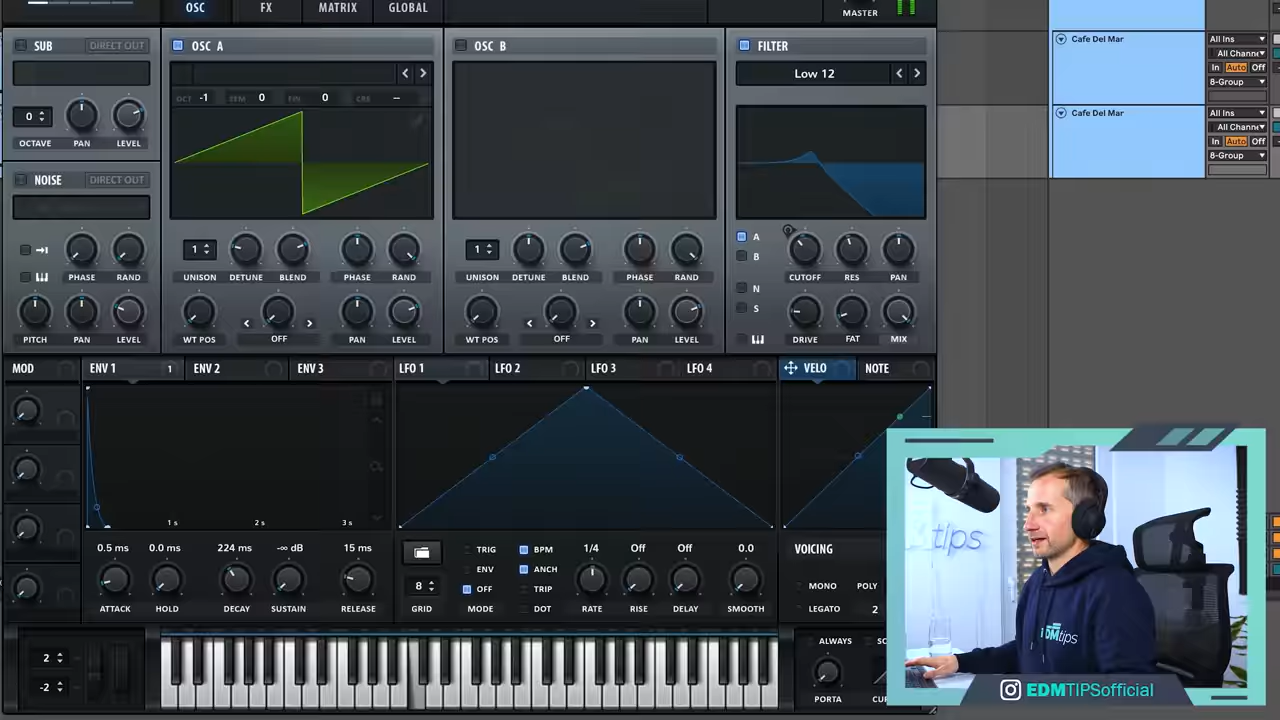 OSC FX MATRIX GLOBAL MASTER
SUB DIRECT OUT OSC A OSC B FILTER
Low 12
OCT -1 SEM 0 FIN 0 CRS --
0
OCTAVE PAN LEVEL
NOISE DIRECT OUT
A
B
N
S
1 1
UNISON DETUNE BLEND PHASE RAND UNISON DETUNE BLEND PHASE RAND CUTOFF RES PAN
PHASE RAND
PITCH PAN LEVEL WT POS OFF PAN LEVEL WT POS OFF PAN LEVEL DRIVE FAT MIX
MOD ENV 1 1 ENV 2 ENV 3 LFO 1 LFO 2 LFO 3 LFO 4 VELO NOTE
1 s 2 s 3 s
0.5 ms 0.0 ms 224 ms -∞ dB 15 ms
ATTACK HOLD DECAY SUSTAIN RELEASE
TRIG BPM 1/4 Off Off 0.0
ENV ANCH
8 OFF TRIP
GRID MODE DOT RATE RISE DELAY SMOOTH
VOICING
MONO POLY
LEGATO 2
ALWAYS
PORTA
2
-2
Cafe Del Mar All Ins
All Channe
In Auto Off
8-Group
Cafe Del Mar All Ins
All Channe
In Auto Off
8-Group
tips
EDMtips
EDMTIPSofficial